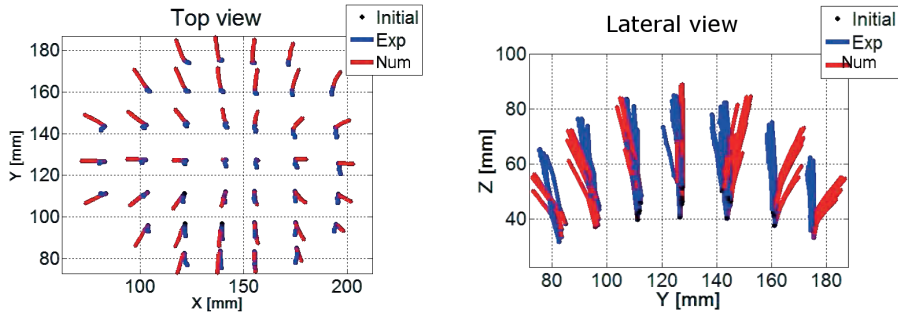 Top view
Initial
Exp
Num
180
160
140
120
100
80
Y [mm]
100
150
200
X [mm]
Lateral view
Initial
Exp
Num
100
80
60
40
Z [mm]
80
100
120
140
160
180
Y [mm]